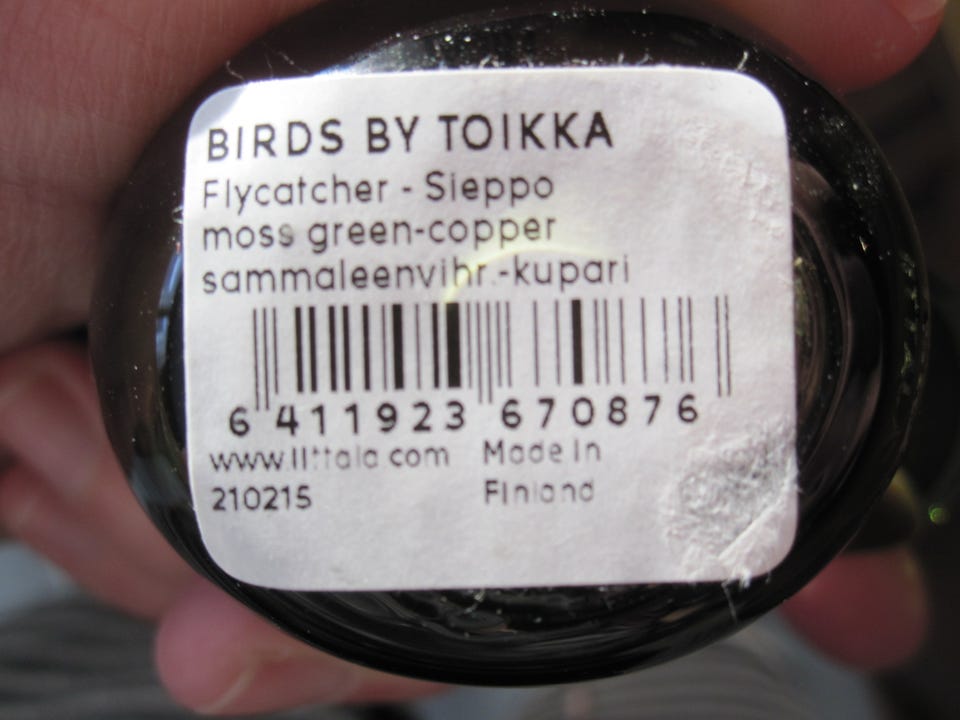 BIRDS BY TOIKKA
Flycatcher - Sieppo
moss green-copper
sammaleenvihr.-kupari
6 411923 670876
www.iittala.com Made in
210215 Finland